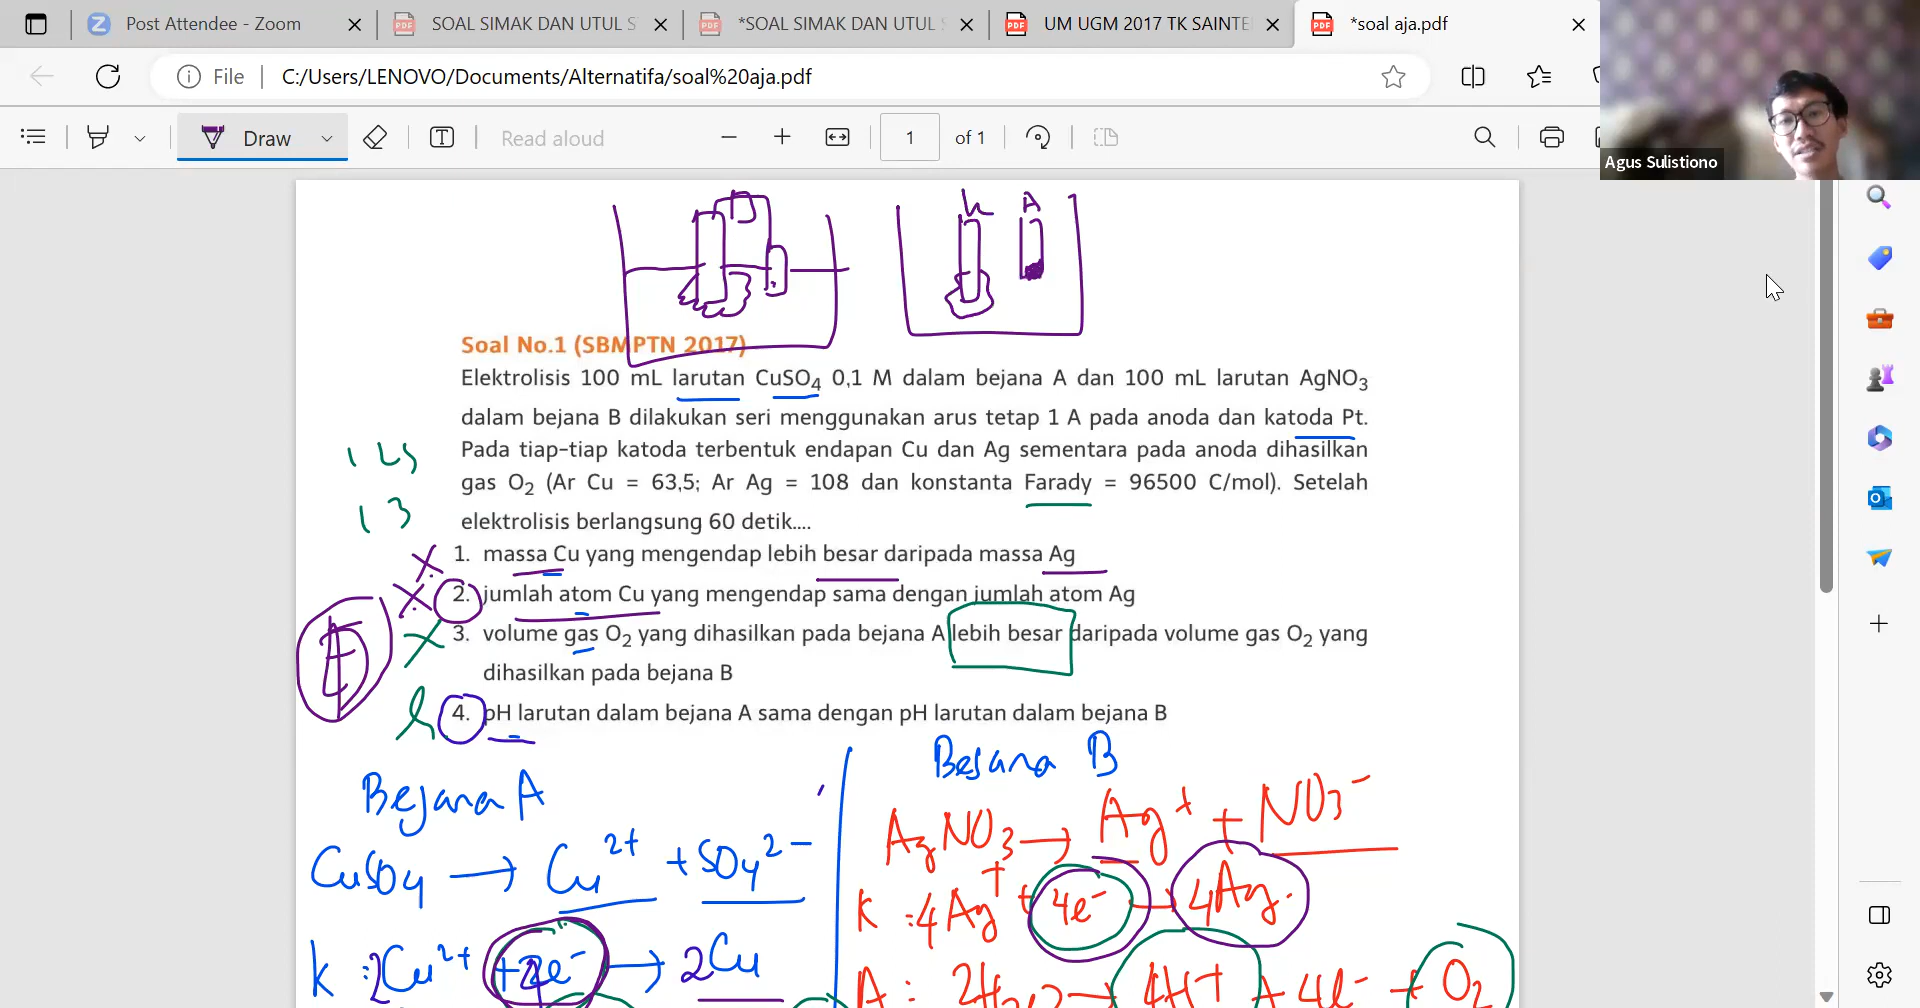 Post Attendee - Zoom
SOAL SIMAK DAN UTUL S
*SOAL SIMAK DAN UTUL S
UM UGM 2017 TK SAINTE
*soal aja.pdf
File
C:/Users/LENOVO/Documents/Alternatifa/soal%20aja.pdf
Draw
Read aloud
1 of 1
Agus Sulistiono
k A
Soal No.1 (SBMPTN 2017)
Elektrolisis 100 mL larutan CuSO4 0,1 M dalam bejana A dan 100 mL larutan AgNO3
dalam bejana B dilakukan seri menggunakan arus tetap 1 A pada anoda dan katoda Pt.
Pada tiap-tiap katoda terbentuk endapan Cu dan Ag sementara pada anoda dihasilkan
gas O2 (Ar Cu = 63,5; Ar Ag = 108 dan konstanta Farady = 96500 C/mol). Setelah
elektrolisis berlangsung 60 detik....
1. massa Cu yang mengendap lebih besar daripada massa Ag
2. jumlah atom Cu yang mengendap sama dengan jumlah atom Ag
3. volume gas O2 yang dihasilkan pada bejana A lebih besar daripada volume gas O2 yang
dihasilkan pada bejana B
4. pH larutan dalam bejana A sama dengan pH larutan dalam bejana B
13
Bejana A
CuSO4 → Cu2+ + SO42-
k : 2Cu2+ → 2Cu
Bejana B
AgNO3 → Ag+ + NO3-
k : 4Ag+ + 4e- → 4Ag
A : 2H2O → 4H+ + 4e- + O2